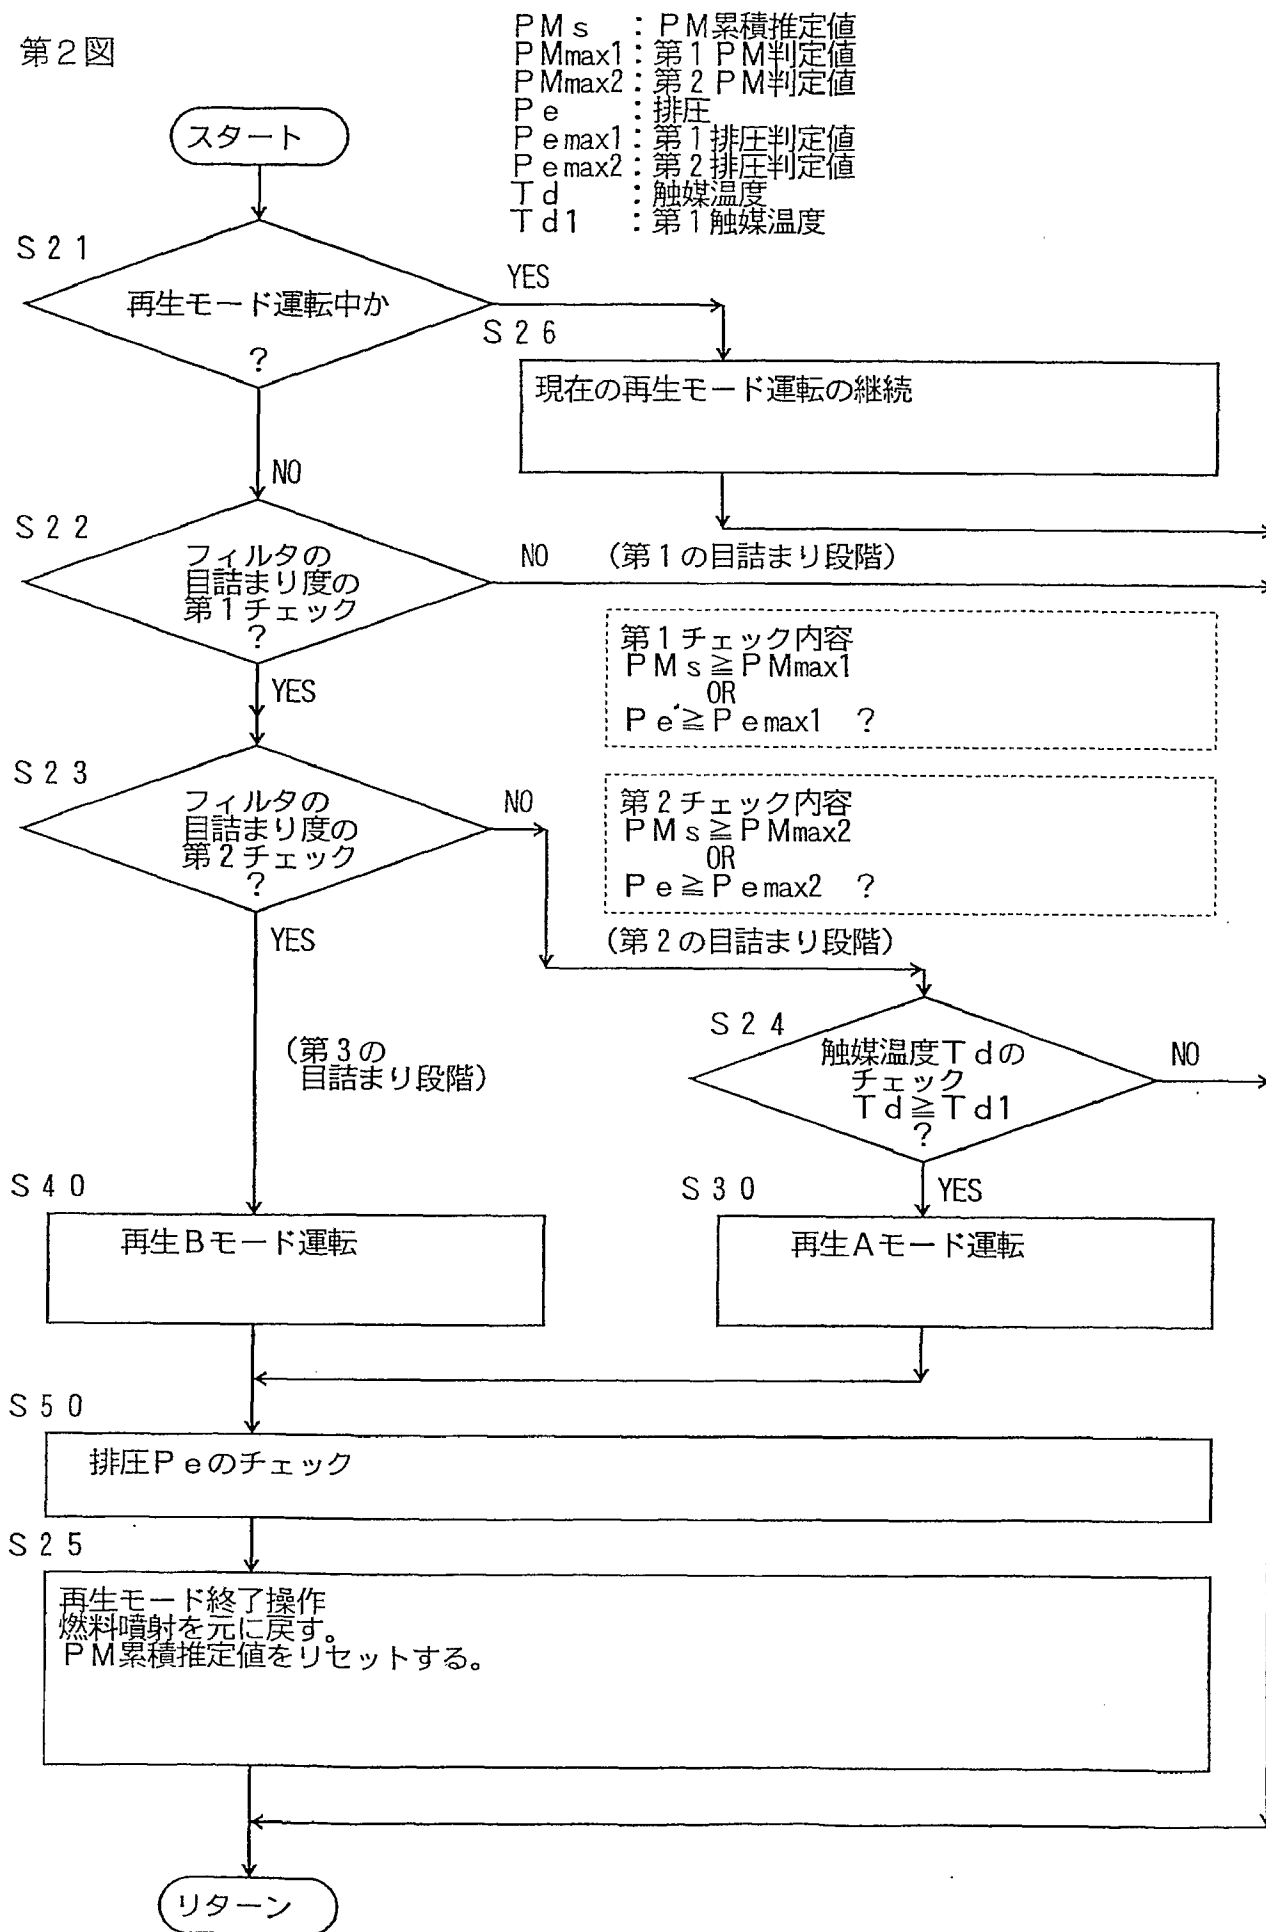 第2図
PMs : PM累積推定値
PMmax1 : 第1PM判定値
PMmax2 : 第2PM判定値
Pe : 排圧
Pemax1 : 第1排圧判定値
Pemax2 : 第2排圧判定値
Td : 触媒温度
Td1 : 第1触媒温度
スタート
S21
再生モード運転中か
?
YES
S26
現在の再生モード運転の継続
NO
S22
フィルタの
目詰まり度の
第1チェック
?
NO (第1の目詰まり段階)
YES
第1チェック内容
PMs≧PMmax1
OR
Pe≧Pemax1 ?
S23
フィルタの
目詰まり度の
第2チェック
?
NO
YES
第2チェック内容
PMs≧PMmax2
OR
Pe≧Pemax2 ?
(第2の目詰まり段階)
(第3の
目詰まり段階)
S24
触媒温度Tdの
チェック
Td≧Td1
?
NO
YES
S40
再生Bモード運転
S30
再生Aモード運転
S50
排圧Peのチェック
S25
再生モード終了操作
燃料噴射を元に戻す。
PM累積推定値をリセットする。
リターン